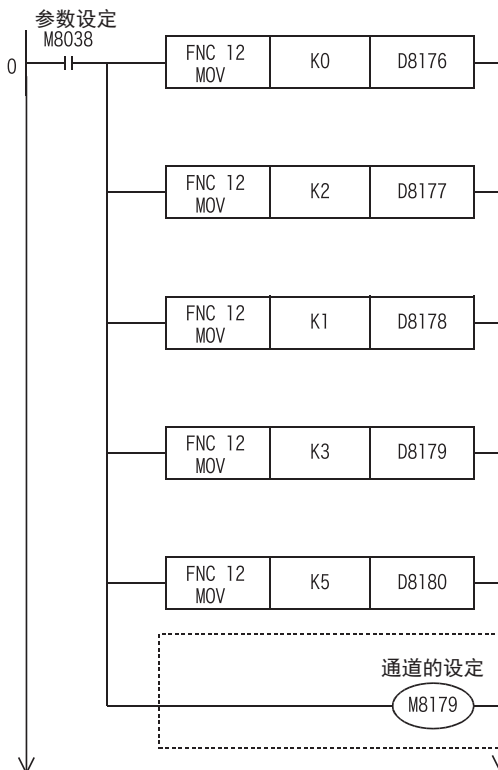 参数设定
M8038
0
FNC 12
MOV
K0
D8176
FNC 12
MOV
K2
D8177
FNC 12
MOV
K1
D8178
FNC 12
MOV
K3
D8179
FNC 12
MOV
K5
D8180
通道的设定
M8179